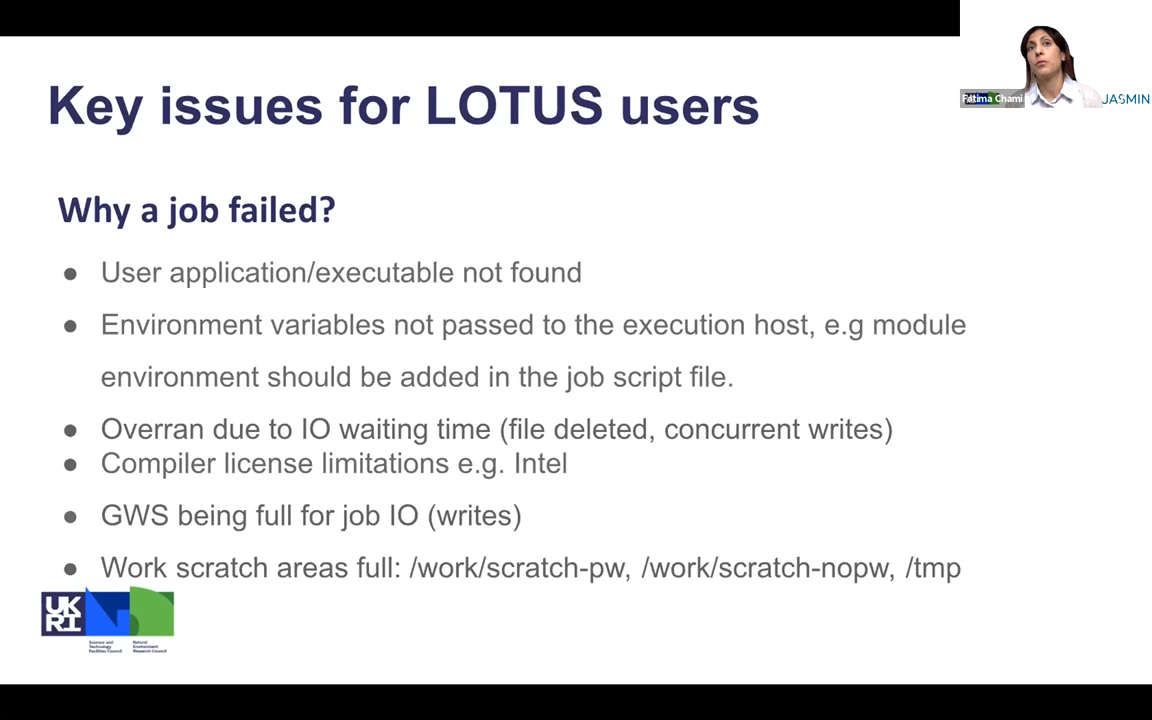 Key issues for LOTUS users
Fatima Chami
JASMIN
Why a job failed?
● User application/executable not found
● Environment variables not passed to the execution host, e.g module
environment should be added in the job script file.
● Overran due to IO waiting time (file deleted, concurrent writes)
● Compiler license limitations e.g. Intel
● GWS being full for job IO (writes)
● Work scratch areas full: /work/scratch-pw, /work/scratch-nopw, /tmp
UK
RI
Science and
Technology
Facilities Council
Natural
Environment
Research Council